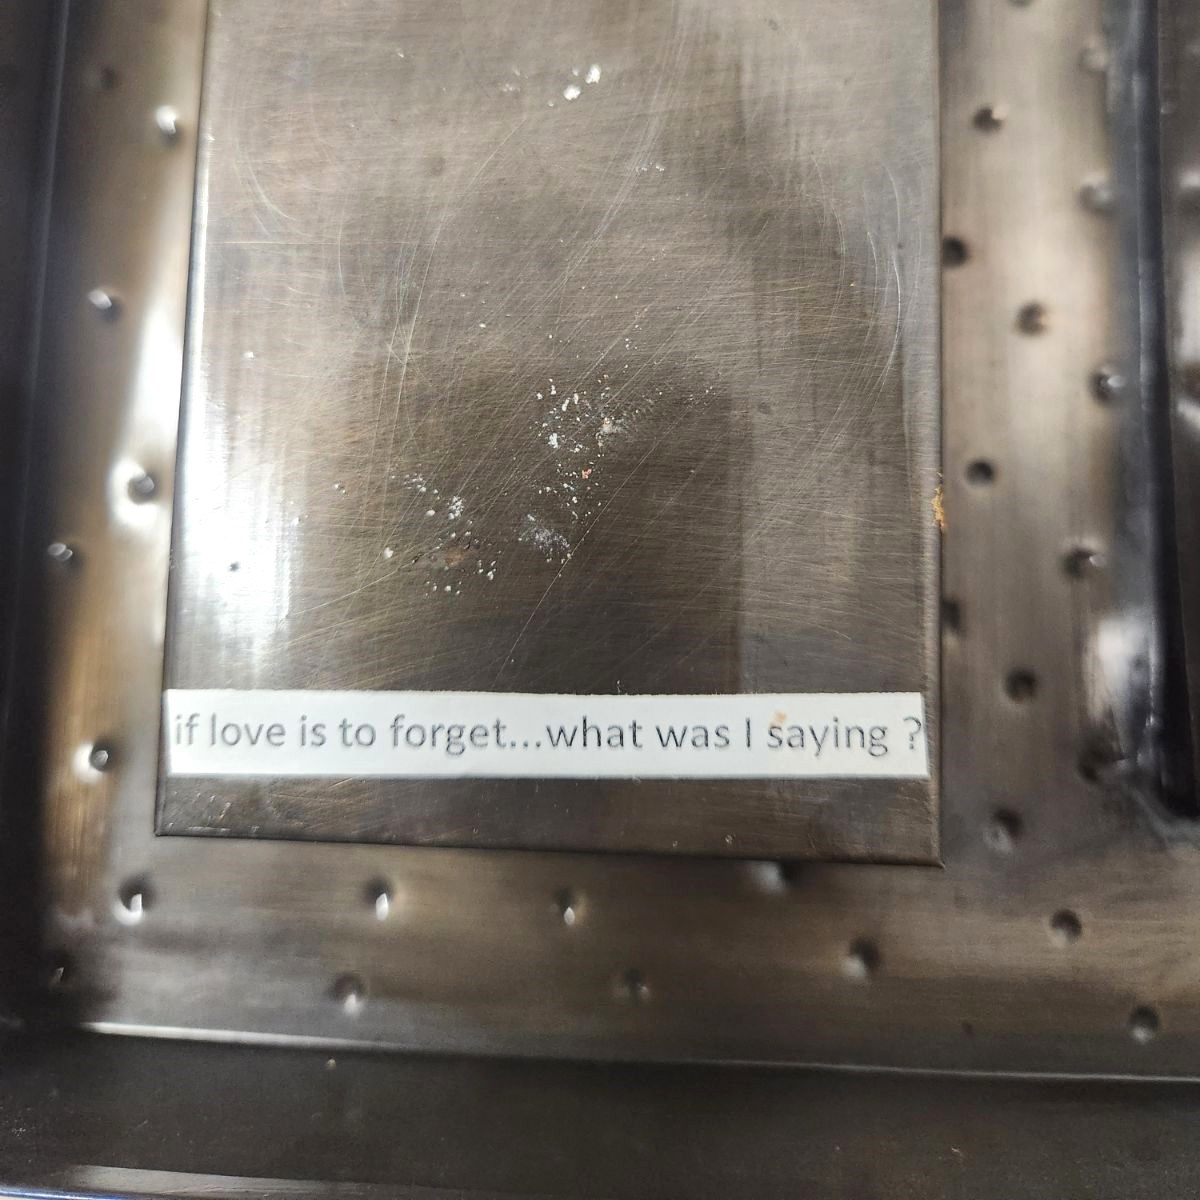 if love is to forget...what was I saying ?